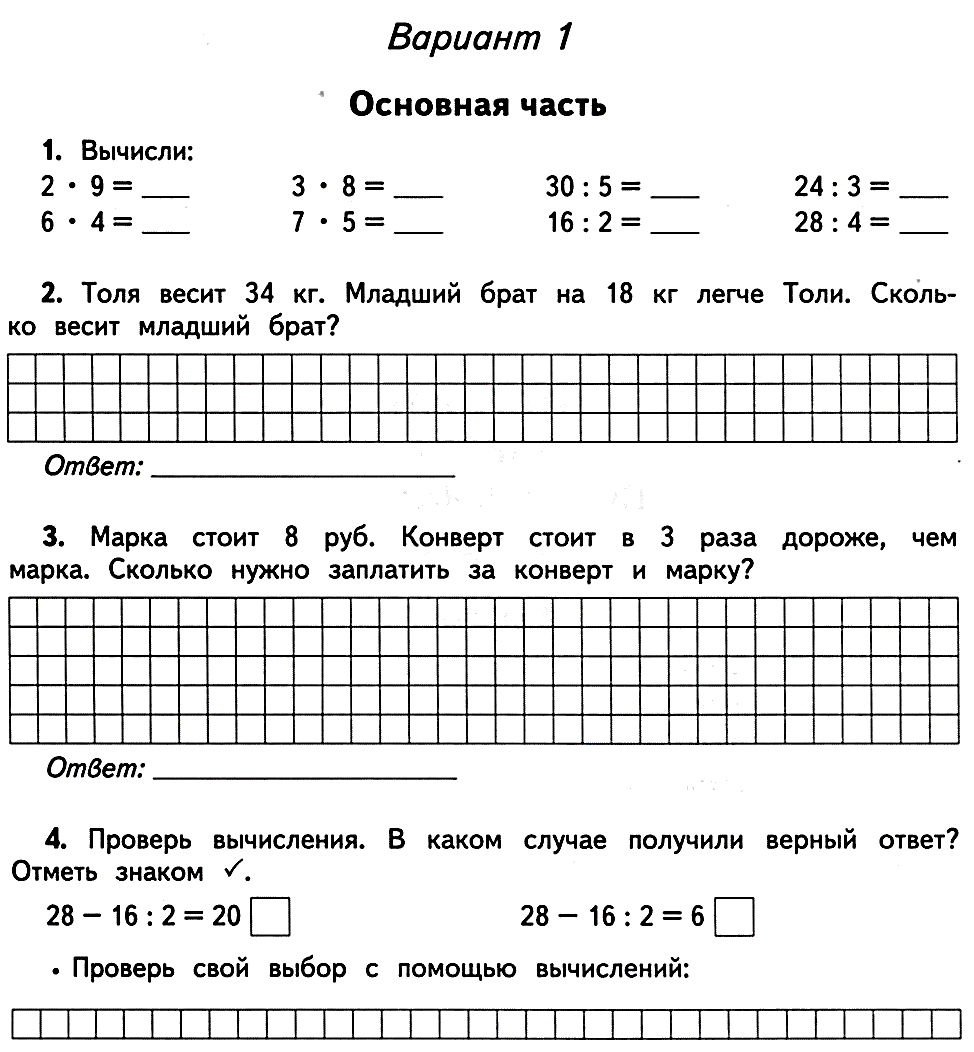 Вариант 1
Основная часть
1. Вычисли:
2 · 9 = ___ 3 · 8 = ___ 30 : 5 = ___ 24 : 3 = ___
6 · 4 = ___ 7 · 5 = ___ 16 : 2 = ___ 28 : 4 = ___
2. Толя весит 34 кг. Младший брат на 18 кг легче Толи. Сколь-
ко весит младший брат?
Ответ: ___
3. Марка стоит 8 руб. Конверт стоит в 3 раза дороже, чем
марка. Сколько нужно заплатить за конверт и марку?
Ответ: ___
4. Проверь вычисления. В каком случае получили верный ответ?
Отметь знаком ✓.
28 − 16 : 2 = 20 □ 28 − 16 : 2 = 6 □
• Проверь свой выбор с помощью вычислений: